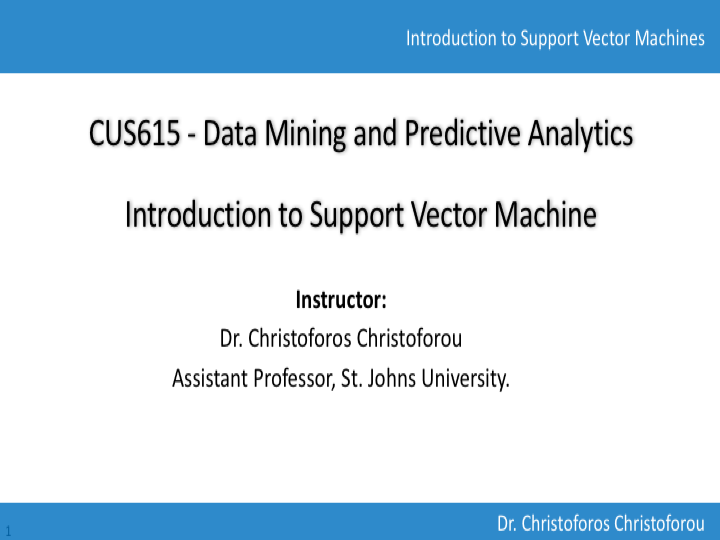 Introduction to Support Vector Machines
CUS615 - Data Mining and Predictive Analytics
Introduction to Support Vector Machine
Instructor:
Dr. Christoforos Christoforou
Assistant Professor, St. Johns University.
1
Dr. Christoforos Christoforou